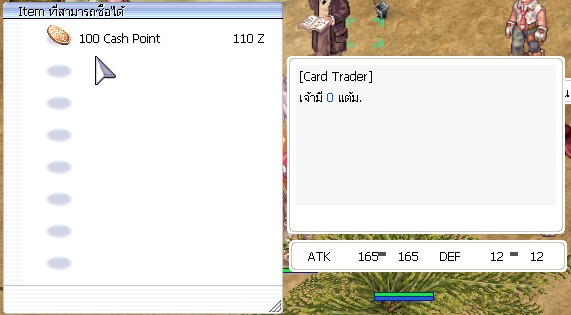 Item ที่สามารถซื้อได้
100 Cash Point 110 Z
[Card Trader]
เจ้ามี 0 แต้ม.
ATK 165 165 DEF 12 12